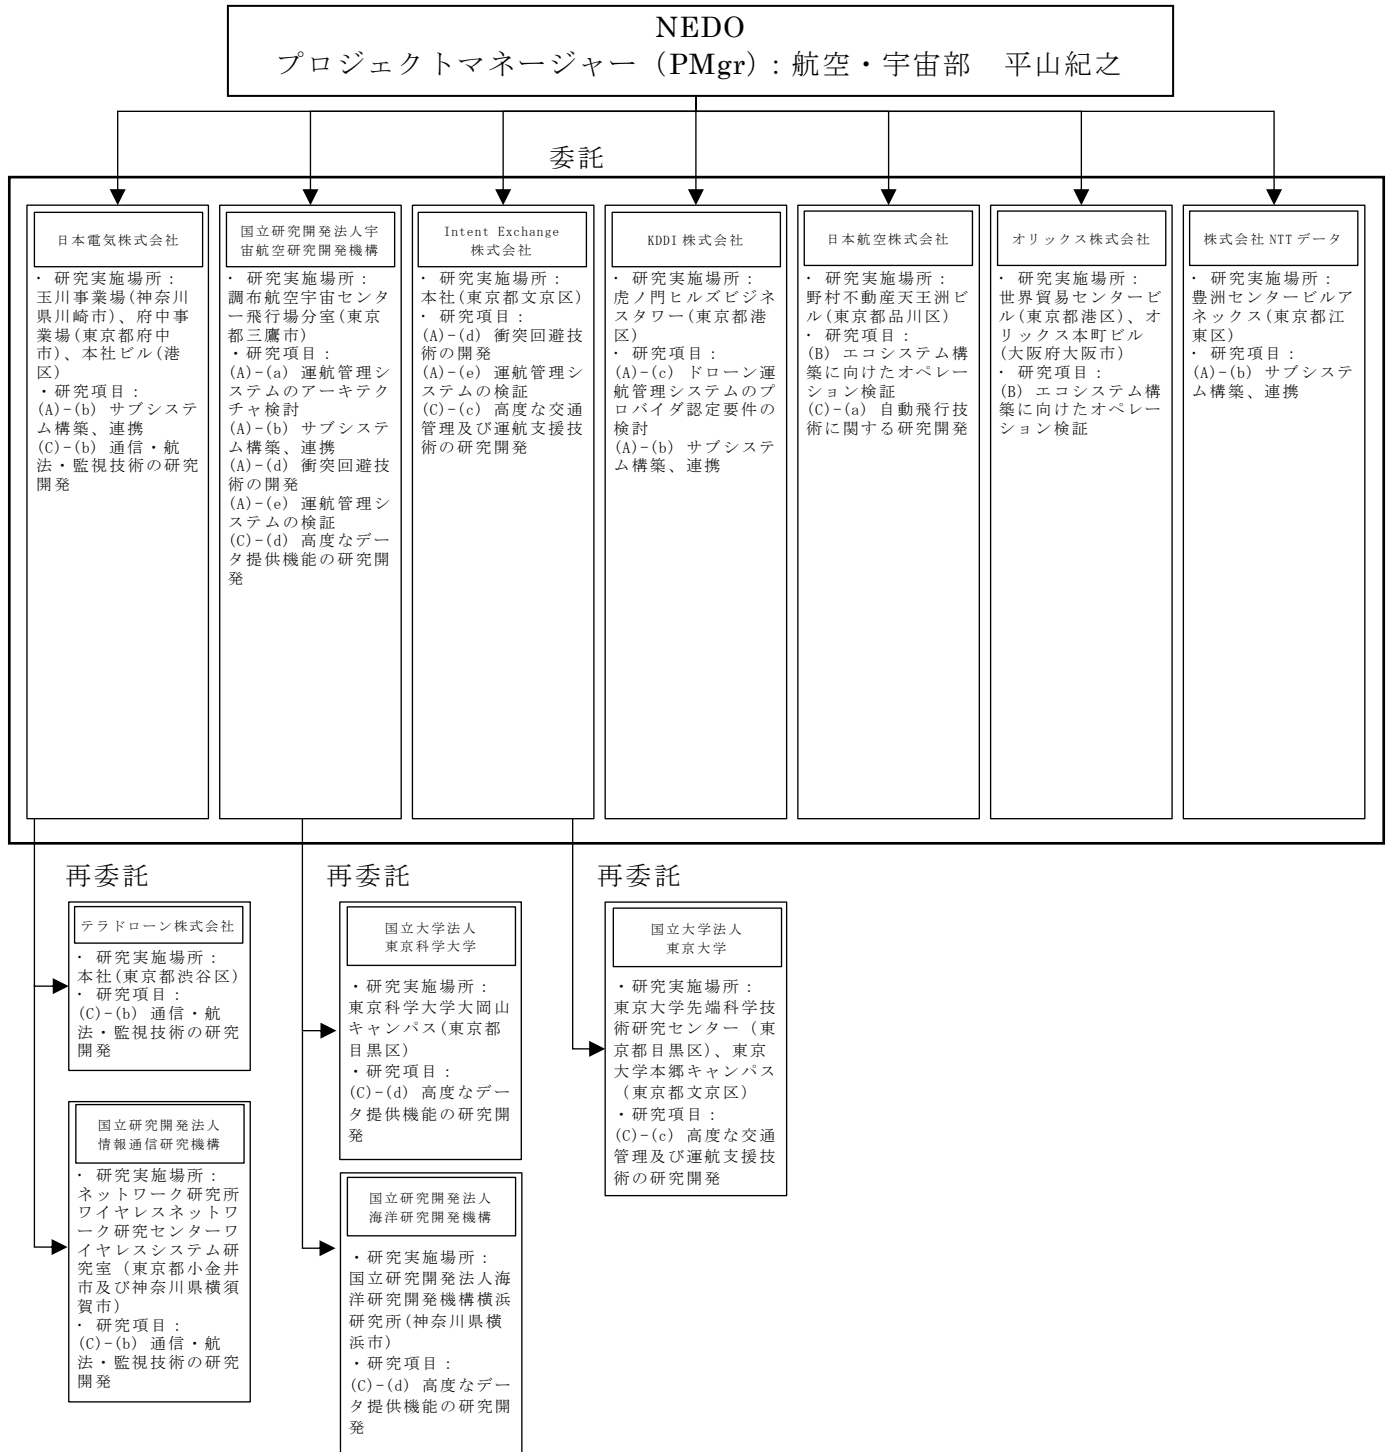 NEDO
プロジェクトマネージャー（PMgr）：航空・宇宙部　平山紀之
委託
日本電気株式会社
・ 研究実施場所：
玉川事業場(神奈川
県川崎市)、府中事
業場(東京都府中
市)、本社ビル(港
区)
・研究項目：
(A)-(b) サブシステ
ム構築、連携
(C)-(b) 通信・航
法・監視技術の研究
開発
国立研究開発法人宇
宙航空研究開発機構
・ 研究実施場所：
調布航空宇宙センタ
ー飛行場分室(東京
都三鷹市)
・研究項目：
(A)-(a) 運航管理シ
ステムのアーキテク
チャ検討
(A)-(b) サブシステ
ム構築、連携
(A)-(d) 衝突回避技
術の開発
(A)-(e) 運航管理シ
ステムの検証
(C)-(d) 高度なデー
タ提供機能の研究開
発
Intent Exchange
株式会社
・ 研究実施場所：
本社(東京都文京区)
・ 研究項目：
(A)-(d) 衝突回避技
術の開発
(A)-(e) 運航管理シ
ステムの検証
(C)-(c) 高度な交通
管理及び運航支援技
術の研究開発
KDDI 株式会社
・ 研究実施場所：
虎ノ門ヒルズビジネ
スタワー(東京都港
区)
・ 研究項目：
(A)-(c) ドローン運
航管理システムのプ
ロバイダ認定要件の
検討
(A)-(b) サブシステ
ム構築、連携
日本航空株式会社
・ 研究実施場所：
野村不動産天王洲ビ
ル(東京都品川区)
・ 研究項目：
(B) エコシステム構
築に向けたオペレー
ション検証
(C)-(a) 自動飛行技
術に関する研究開発
オリックス株式会社
・ 研究実施場所：
世界貿易センタービ
ル(東京都港区)、オ
リックス本町ビル
(大阪府大阪市)
・ 研究項目：
(B) エコシステム構
築に向けたオペレー
ション検証
株式会社 NTT データ
・ 研究実施場所：
豊洲センタービルア
ネックス(東京都江
東区)
・ 研究項目：
(A)-(b) サブシステ
ム構築、連携
再委託
テラドローン株式会社
・ 研究実施場所：
本社(東京都渋谷区)
・ 研究項目：
(C)-(b) 通信・航
法・監視技術の研究
開発
国立研究開発法人
情報通信研究機構
・ 研究実施場所：
ネットワーク研究所
ワイヤレスネットワ
ーク研究センターワ
イヤレスシステム研
究室（東京都小金井
市及び神奈川県横須
賀市）
・ 研究項目：
(C)-(b) 通信・航
法・監視技術の研究
開発
再委託
国立大学法人
東京科学大学
・研究実施場所：
東京科学大学大岡山
キャンパス(東京都
目黒区)
・研究項目：
(C)-(d) 高度なデー
タ提供機能の研究開
発
国立研究開発法人
海洋研究開発機構
・研究実施場所：
国立研究開発法人海
洋研究開発機構横浜
研究所(神奈川県横
浜市)
・研究項目：
(C)-(d) 高度なデー
タ提供機能の研究開
発
再委託
国立大学法人
東京大学
・研究実施場所：
東京大学先端科学技
術研究センター（東
京都目黒区）、東京
大学本郷キャンパス
（東京都文京区）
・研究項目：
(C)-(c) 高度な交通
管理及び運航支援技
術の研究開発